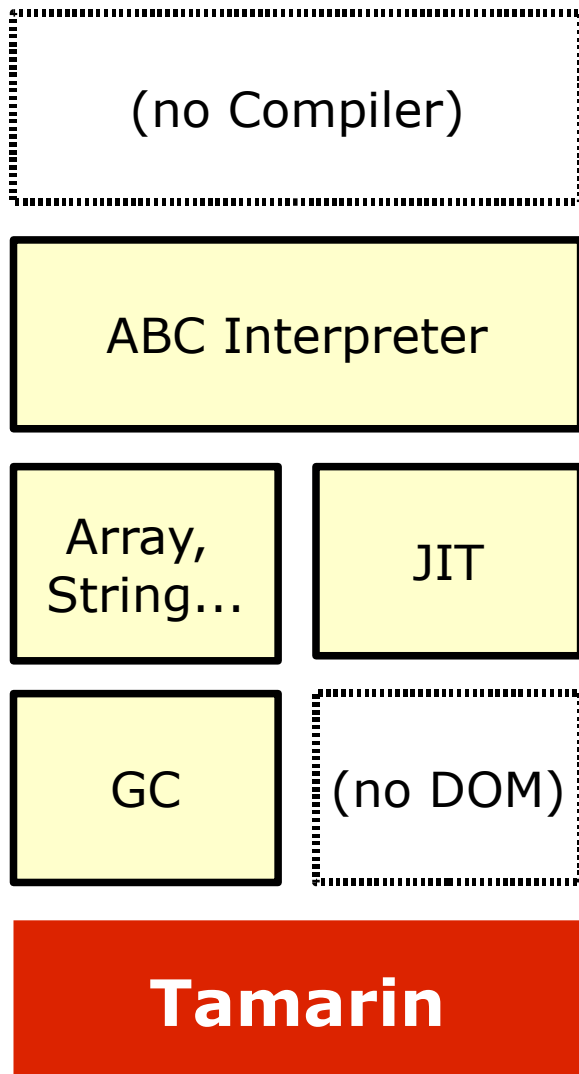 (no Compiler)
ABC Interpreter
Array,
String...
JIT
GC
(no DOM)
Tamarin